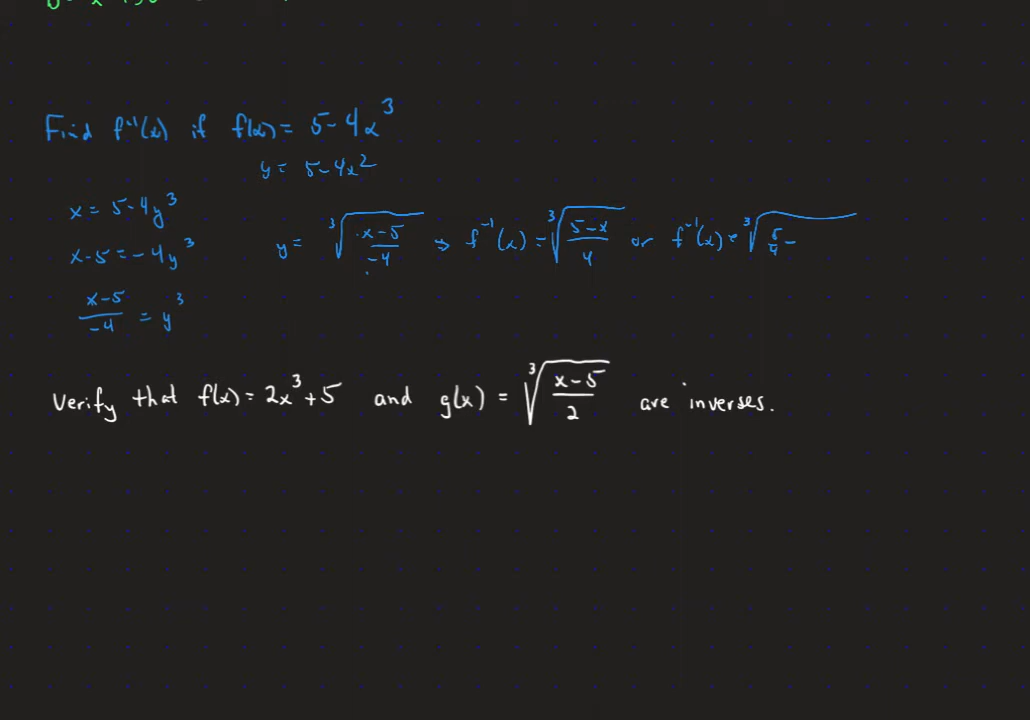 Find f⁻¹(x) if f(x) = 5-4x³
y = 5-4x²
x = 5-4y³
x-5 = -4y³
(x-5)/(-4) = y³
y = ∛((x-5)/(-4)) ⇒ f⁻¹(x) = ∛((5-x)/4) or f⁻¹(x) = ∛(5/4 -
Verify that f(x) = 2x³+5 and g(x) = ∛((x-5)/2) are inverses.